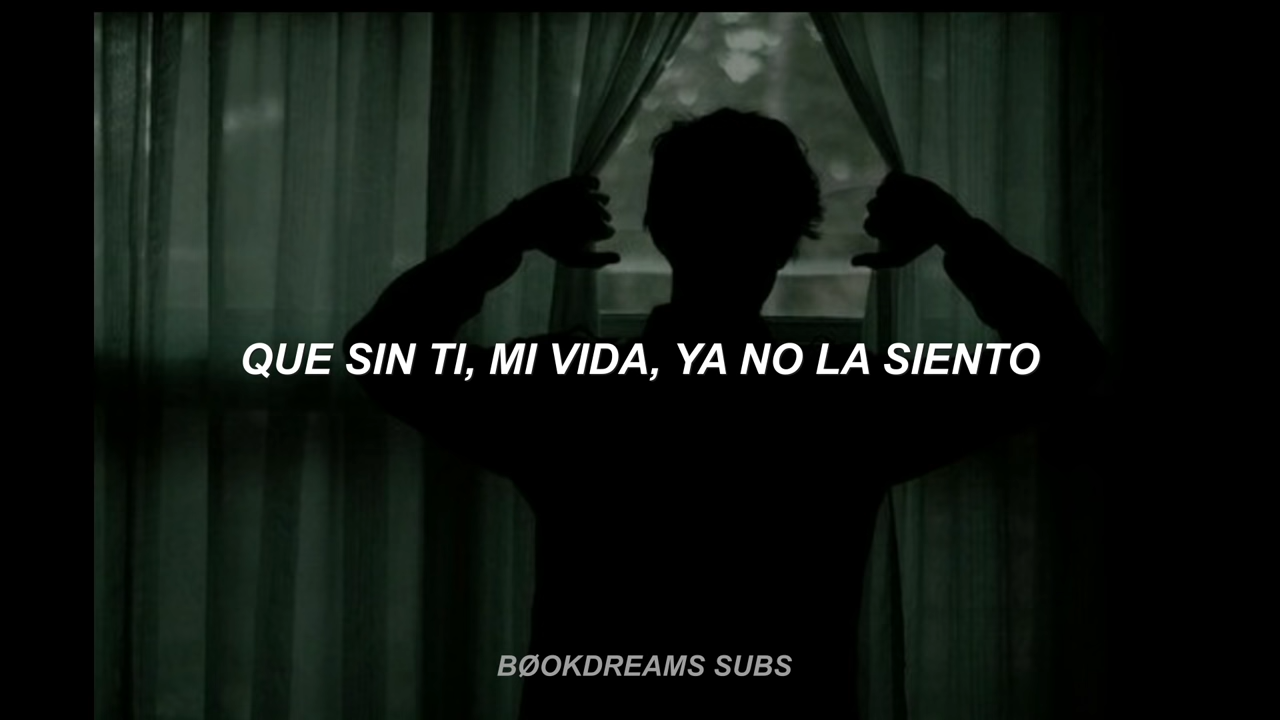 QUE SIN TI, MI VIDA, YA NO LA SIENTO
BØOKDREAMS SUBS